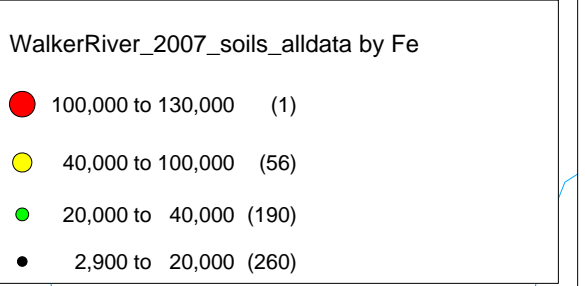 WalkerRiver_2007_soils_alldata by Fe
100,000 to 130,000 (1)
40,000 to 100,000 (56)
20,000 to 40,000 (190)
2,900 to 20,000 (260)